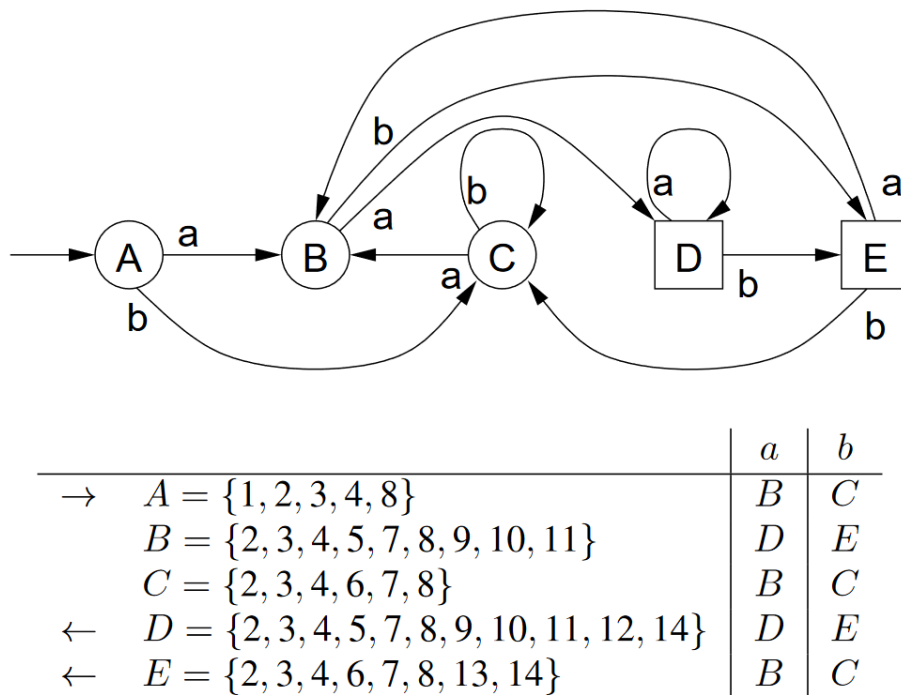 b
b
a
b
a
a
A
a
B
a
C
D
b
E
b
b
a b
→ A = {1, 2, 3, 4, 8} B C
B = {2, 3, 4, 5, 7, 8, 9, 10, 11} D E
C = {2, 3, 4, 6, 7, 8} B C
← D = {2, 3, 4, 5, 7, 8, 9, 10, 11, 12, 14} D E
← E = {2, 3, 4, 6, 7, 8, 13, 14} B C